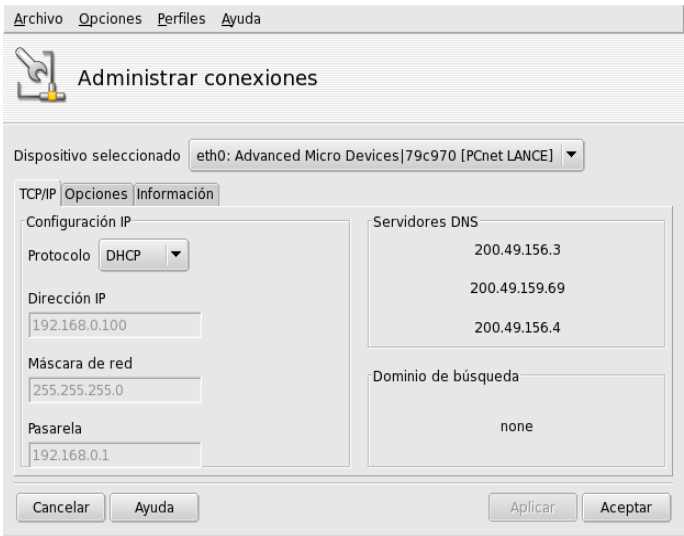 Archivo Opciones Perfiles Ayuda
Administrar conexiones
Dispositivo seleccionado eth0: Advanced Micro Devices|79c970 [PCnet LANCE]
TCP/IP Opciones Información
Configuración IP
Protocolo DHCP
Dirección IP
192.168.0.100
Máscara de red
255.255.255.0
Pasarela
192.168.0.1
Servidores DNS
200.49.156.3
200.49.159.69
200.49.156.4
Dominio de búsqueda
none
Cancelar Ayuda Aplicar Aceptar